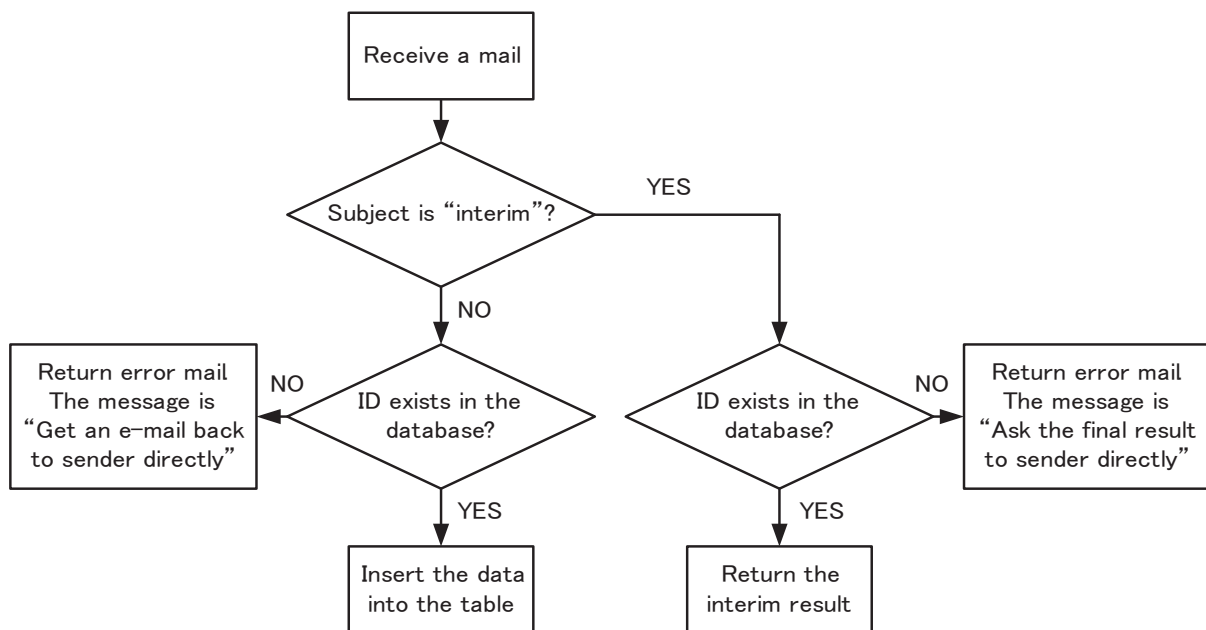 Receive a mail
Subject is “interim”?
YES
NO
Return error mail
The message is
“Get an e-mail back
to sender directly”
NO
ID exists in the
database?
YES
Insert the data
into the table
ID exists in the
database?
NO
Return error mail
The message is
“Ask the final result
to sender directly”
YES
Return the
interim result